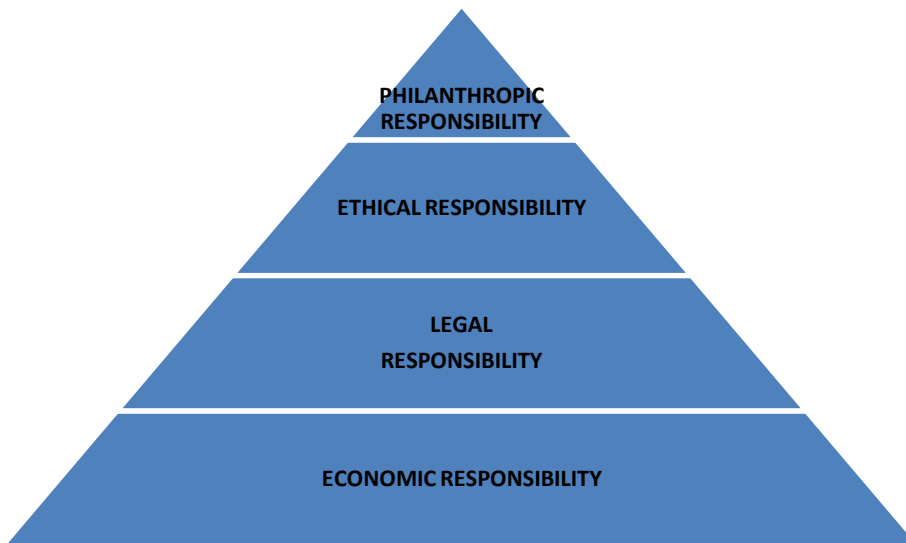 PHILANTHROPIC
RESPONSIBILITY
ETHICAL RESPONSIBILITY
LEGAL
RESPONSIBILITY
ECONOMIC RESPONSIBILITY